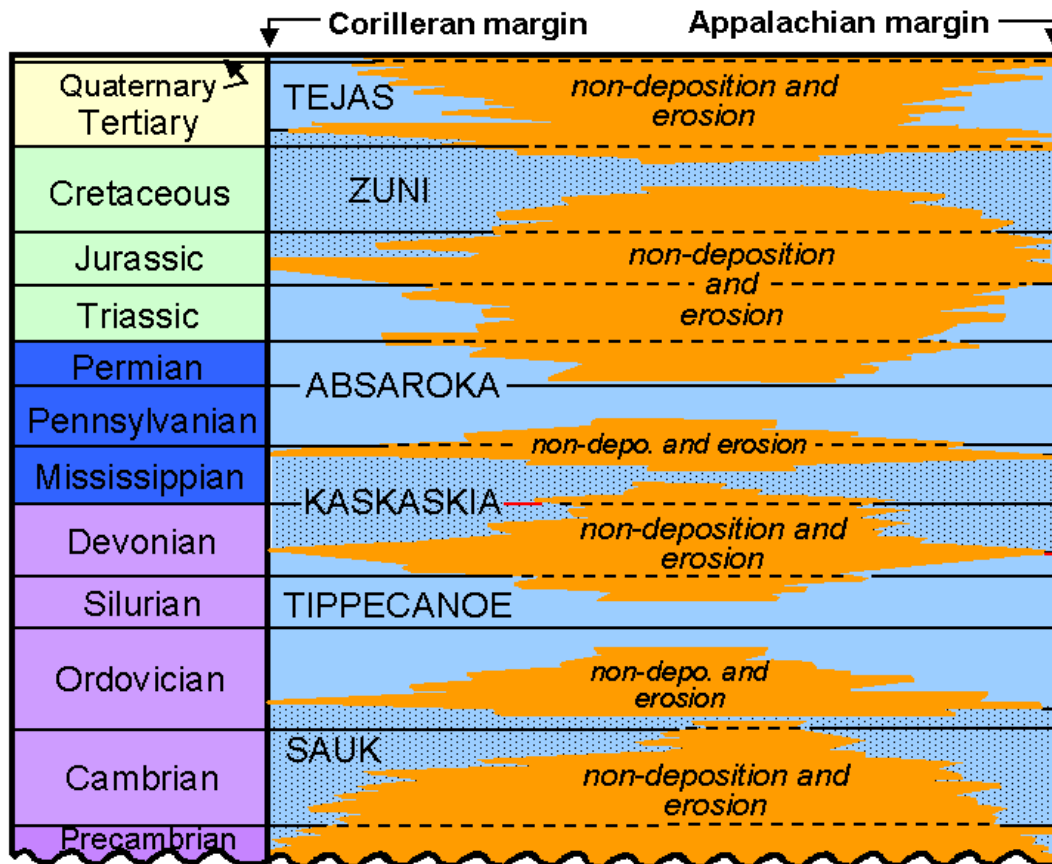 Corilleran margin
Appalachian margin
Quaternary
Tertiary
TEJAS
non-deposition and
erosion
Cretaceous
ZUNI
Jurassic
non-deposition
and
erosion
Triassic
Permian
ABSAROKA
Pennsylvanian
non-depo. and erosion
Mississippian
KASKASKIA
Devonian
non-deposition and
erosion
Silurian
TIPPECANOE
Ordovician
non-depo. and
erosion
SAUK
Cambrian
non-deposition and
erosion
Precambrian